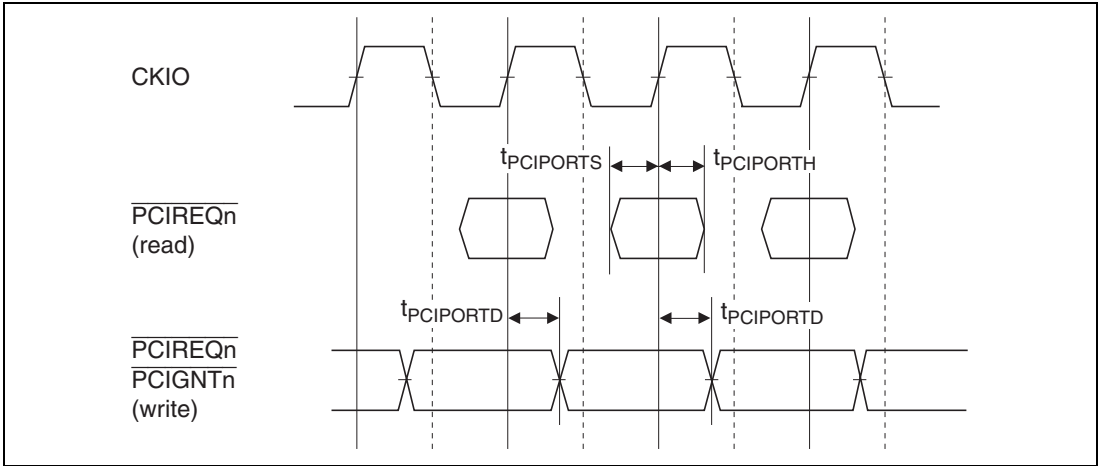 CKIO
tPCIPORTS
tPCIPORTH
PCIREQn
(read)
tPCIPORTD
tPCIPORTD
PCIREQn
PCIGNTn
(write)